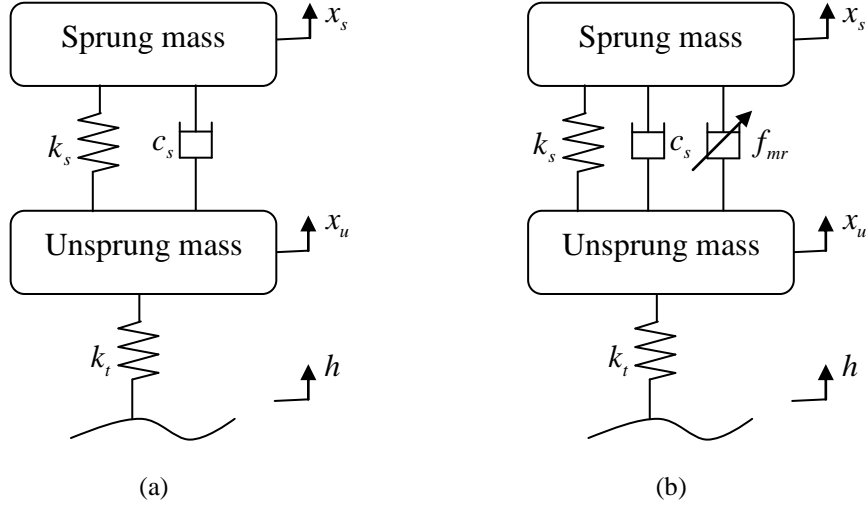 Sprung mass
x_s
k_s
c_s
Unsprung mass
x_u
k_t
h
(a)
Sprung mass
x_s
k_s
c_s
f_mr
Unsprung mass
x_u
k_t
h
(b)